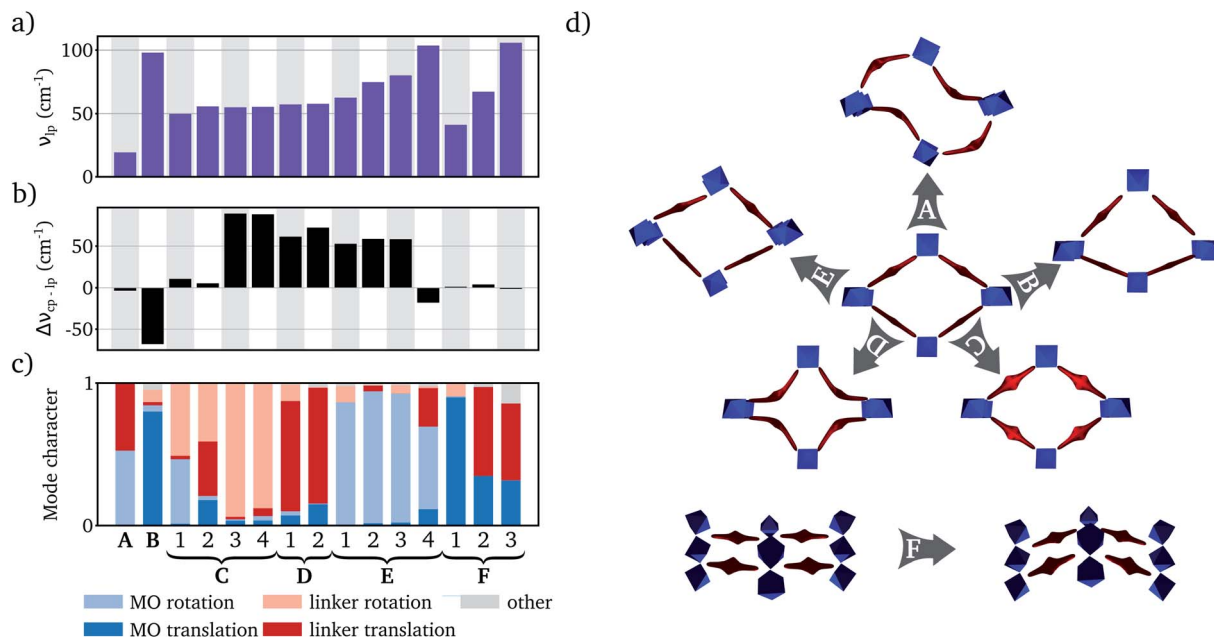 a)
ν_lp (cm⁻¹)
100
50
0
b)
Δν_cp - lp (cm⁻¹)
50
0
-50
c)
Mode character
1
0
A B 1 2 3 4 1 2 1 2 3 4 1 2 3
C D E F
MO rotation linker rotation other
MO translation linker translation
d)
A
E B
D C
F